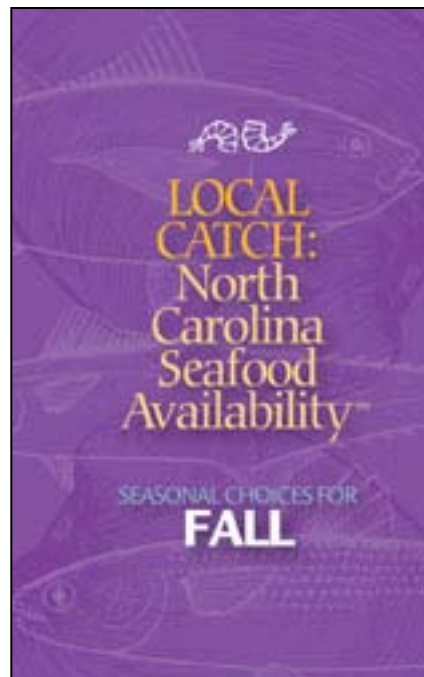 LOCAL
CATCH:
North
Carolina
Seafood
Availability™
SEASONAL CHOICES FOR
FALL